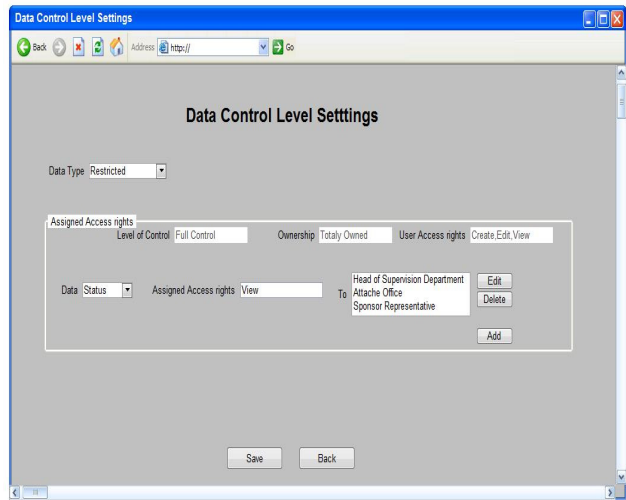 Data Control Level Settings
Back Address http:// Go
Data Control Level Setttings
Data Type Restricted
Assigned Access rights
Level of Control Full Control Ownership Totaly Owned User Access rights Create,Edit,View
Data Status Assigned Access rights View To
Head of Supervision Department
Attache Office
Sponsor Representative
Edit
Delete
Add
Save Back